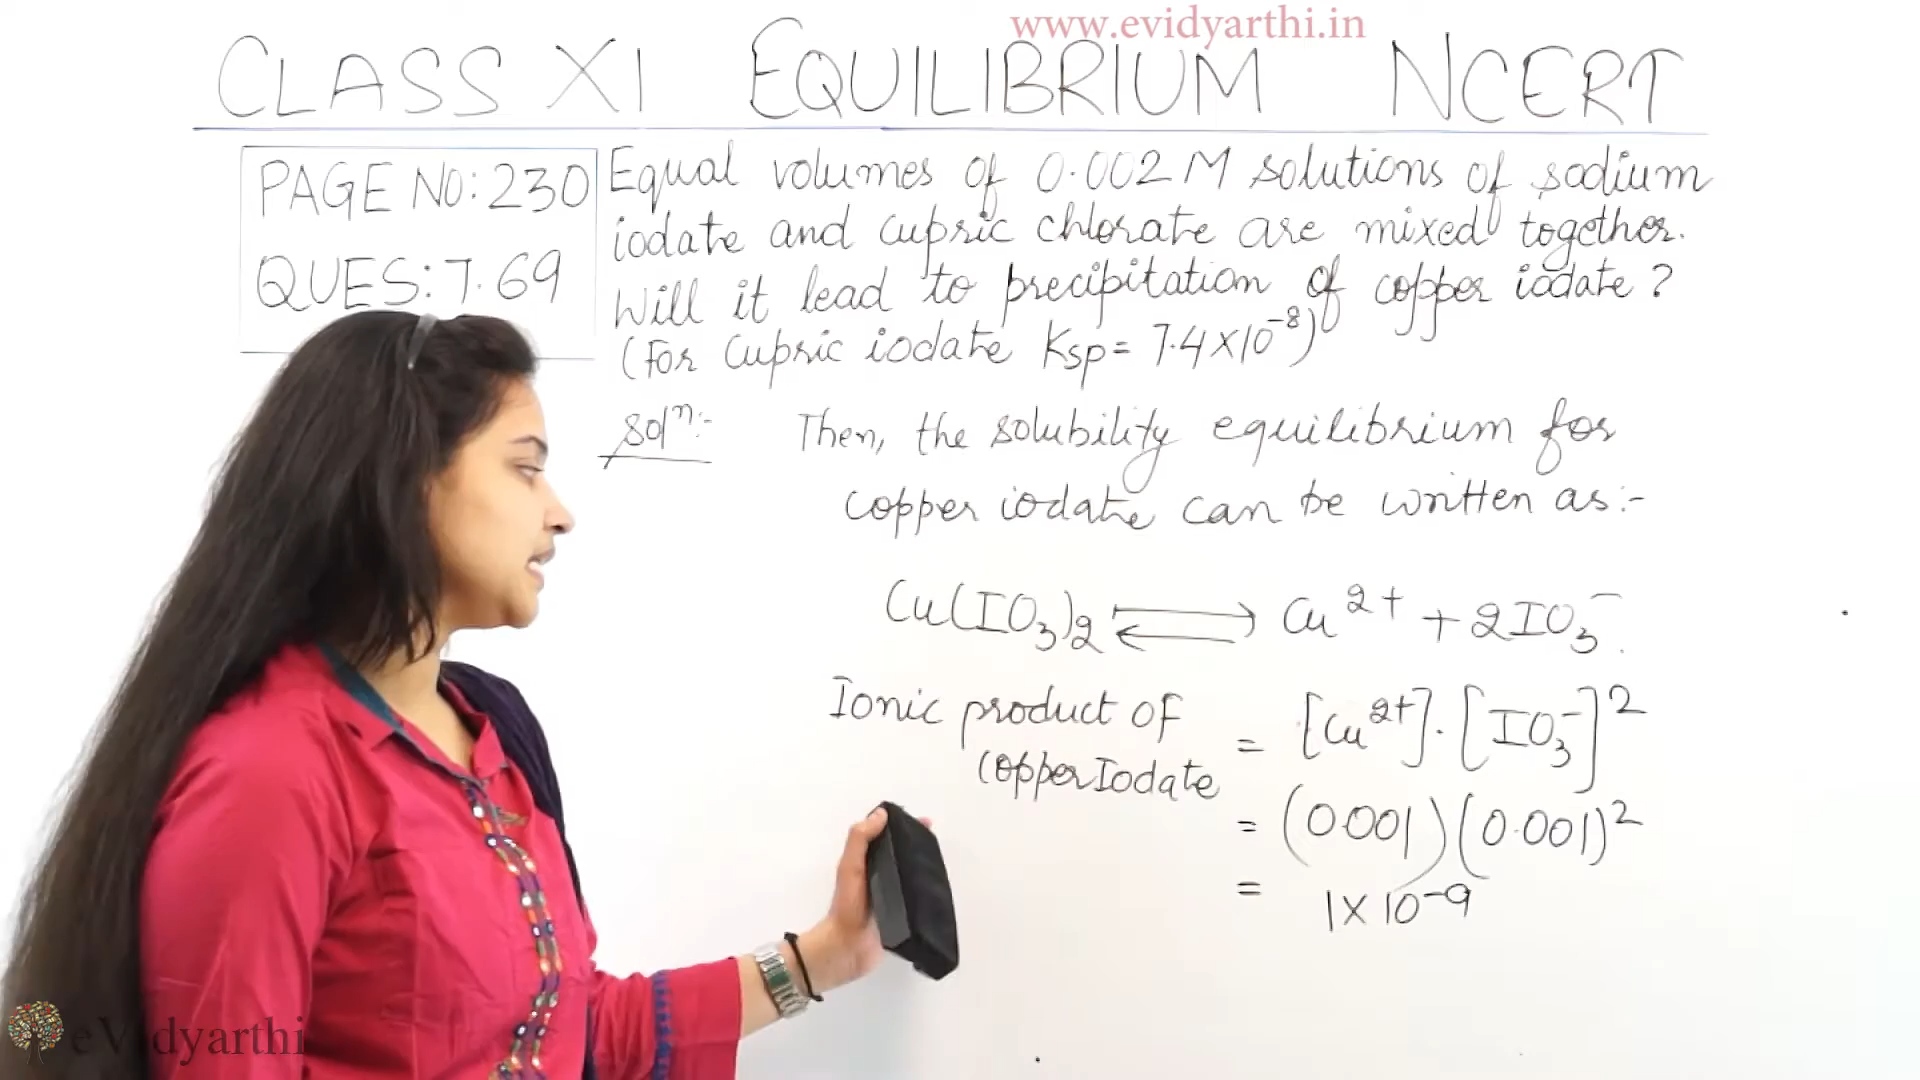 www.evidyarthi.in
CLASS XI EQUILIBRIUM NCERT
PAGE NO: 230
QUES: 7.69
Equal volumes of 0.002 M solutions of sodium
iodate and cupric chlorate are mixed together.
Will it lead to precipitation of copper iodate?
(For cupric iodate Ksp = 7.4 × 10⁻⁸)
Solⁿ:-
Then, the solubility equilibrium for
copper iodate can be written as:-
Cu(IO₃)₂ ⇌ Cu²⁺ + 2IO₃⁻
Ionic product of
Copper Iodate
= [Cu²⁺]·[IO₃⁻]²
= (0.001)(0.001)²
= 1 × 10⁻⁹
eVidyarthi